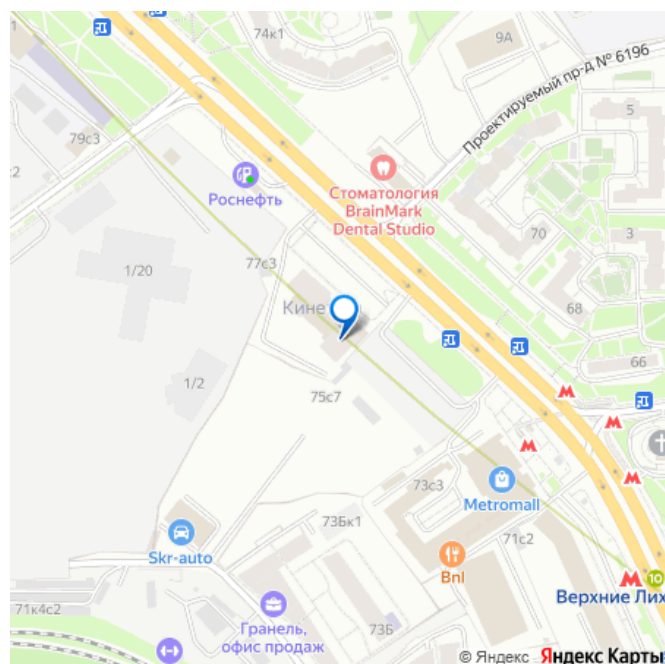 74к1
9А
Проектируемый пр-д № 6196
5
79с3
с2
Роснефть
Стоматология
BrainMark
Dental Studio
3
70
1/20
77с3
Кине
68
66
1/2
75с7
73с3
Metromall
73Бк1
71с2
Skr-auto
Bnl
10
Верхние Лих
71к4с2
Гранель,
офис продаж
73Б
© Яндекс Яндекс Карты